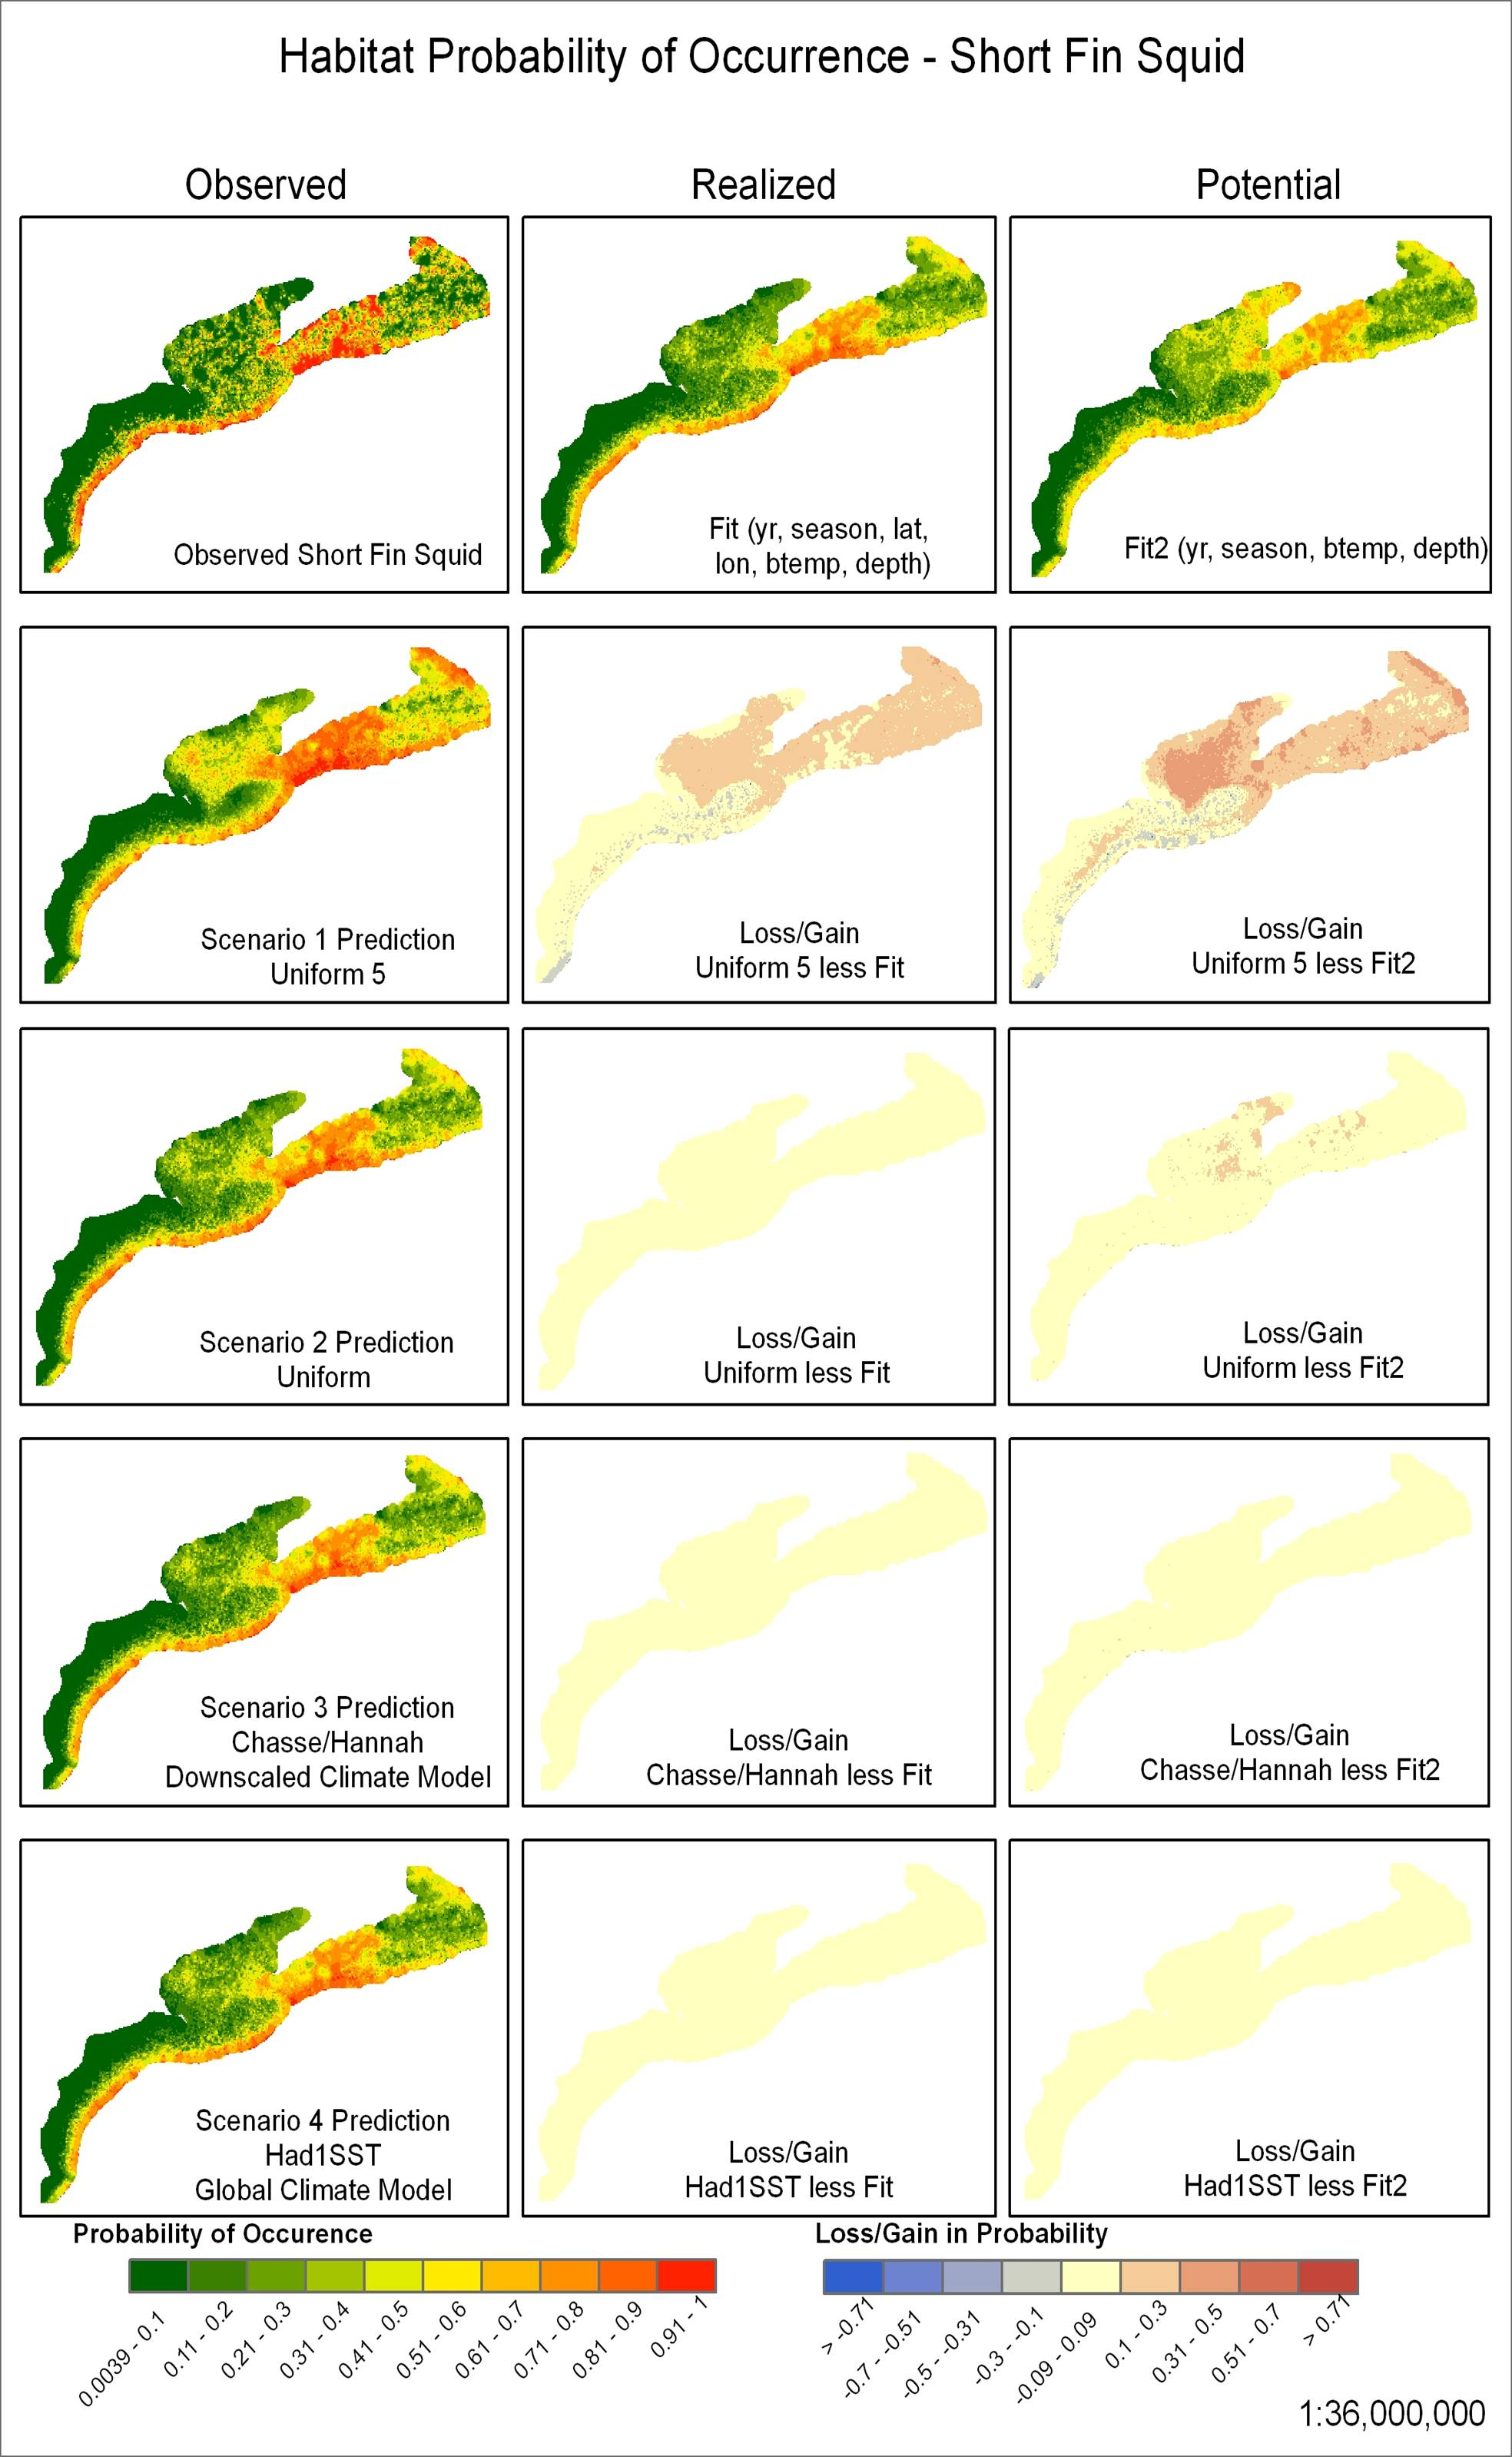 Habitat Probability of Occurrence - Short Fin Squid
Observed
Realized
Potential
Observed Short Fin Squid
Fit (yr, season, lat,
lon, btemp, depth)
Fit2 (yr, season, btemp, depth)
Scenario 1 Prediction
Uniform 5
Loss/Gain
Uniform 5 less Fit
Loss/Gain
Uniform 5 less Fit2
Scenario 2 Prediction
Uniform
Loss/Gain
Uniform less Fit
Loss/Gain
Uniform less Fit2
Scenario 3 Prediction
Chasse/Hannah
Downscaled Climate Model
Loss/Gain
Chasse/Hannah less Fit
Loss/Gain
Chasse/Hannah less Fit2
Scenario 4 Prediction
Had1SST
Global Climate Model
Loss/Gain
Had1SST less Fit
Loss/Gain
Had1SST less Fit2
Probability of Occurence
0.0039 - 0.1
0.11 - 0.2
0.21 - 0.3
0.31 - 0.4
0.41 - 0.5
0.51 - 0.6
0.61 - 0.7
0.71 - 0.8
0.81 - 0.9
0.91 - 1
Loss/Gain in Probability
> -0.71
-0.7 - -0.51
-0.5 - -0.31
-0.3 - -0.1
-0.09 - 0.09
0.1 - 0.3
0.31 - 0.5
0.51 - 0.7
> 0.71
1:36,000,000